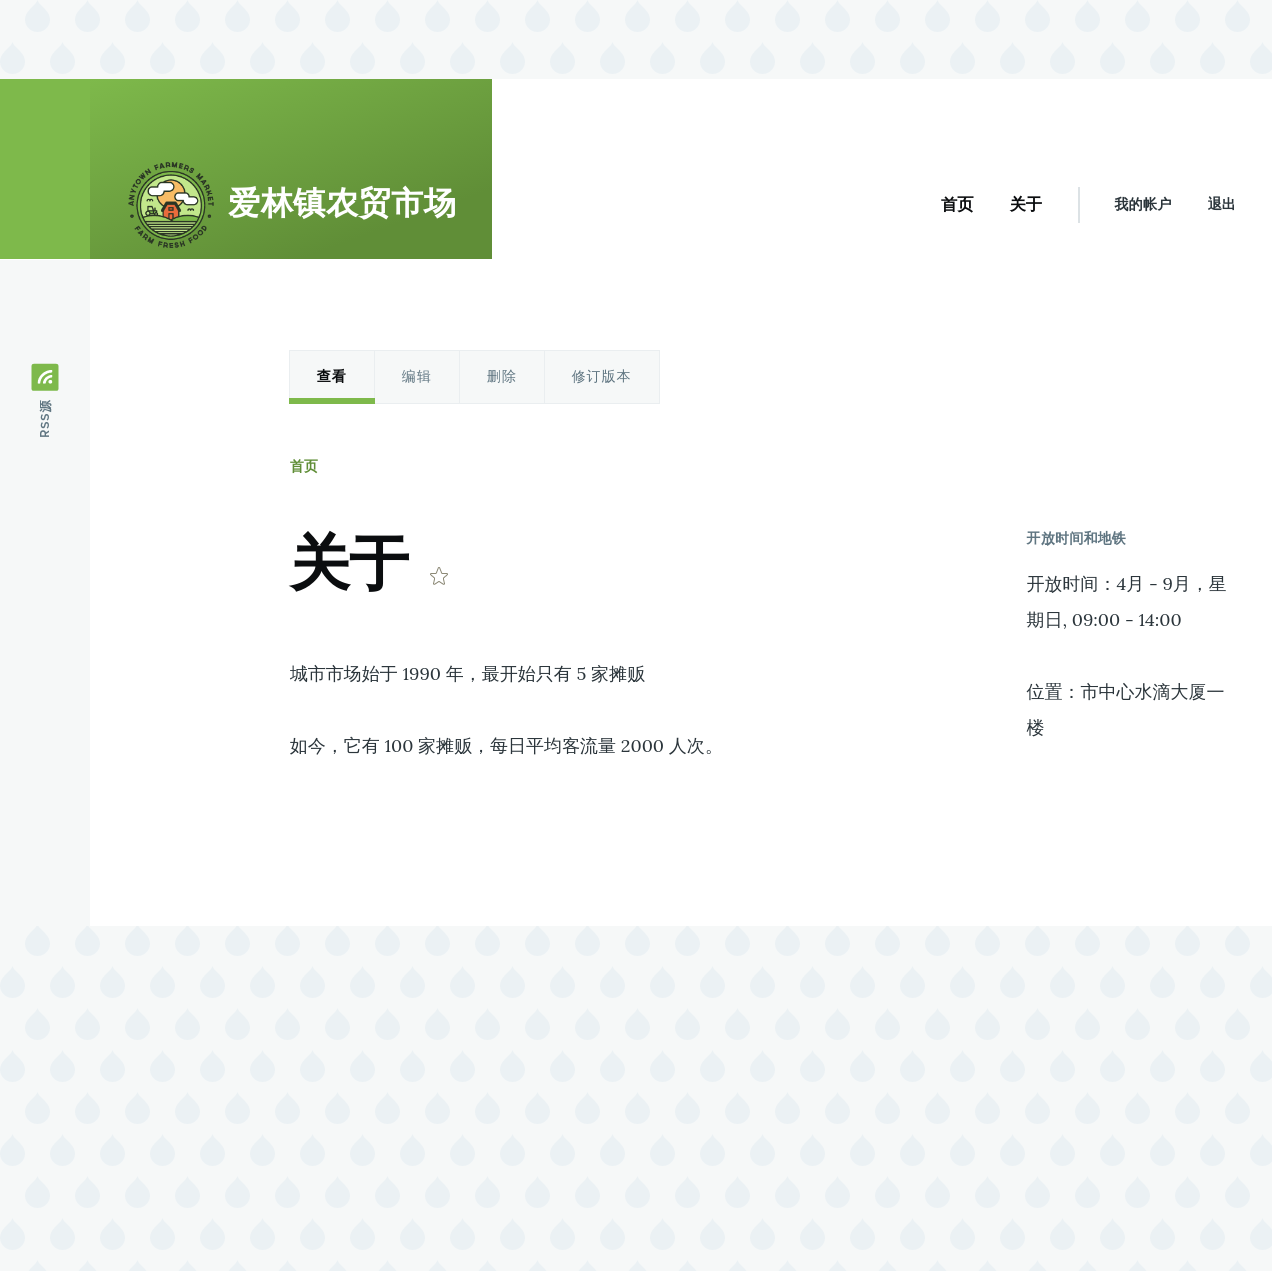 ANYTOWN FARMERS MARKET
FARM FRESH FOOD
爱林镇农贸市场
首页
关于
我的帐户
退出
RSS源
查看
编辑
删除
修订版本
首页
关于
城市市场始于 1990 年，最开始只有 5 家摊贩
如今，它有 100 家摊贩，每日平均客流量 2000 人次。
开放时间和地铁
开放时间：4月 - 9月，星
期日, 09:00 - 14:00
位置：市中心水滴大厦一
楼